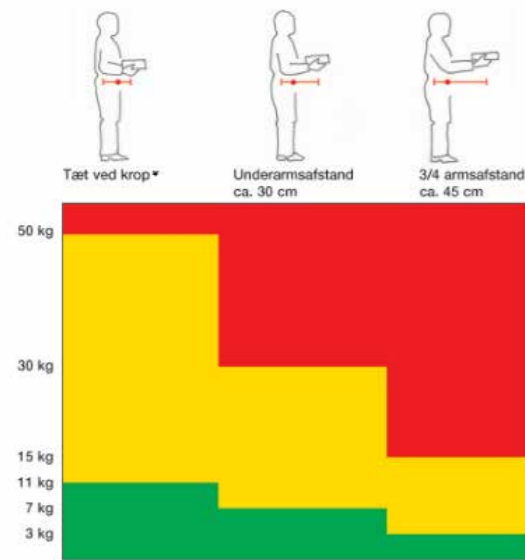 Tæt ved krop*
Underarmsafstand
ca. 30 cm
3/4 armsafstand
ca. 45 cm
50 kg
30 kg
15 kg
11 kg
7 kg
3 kg